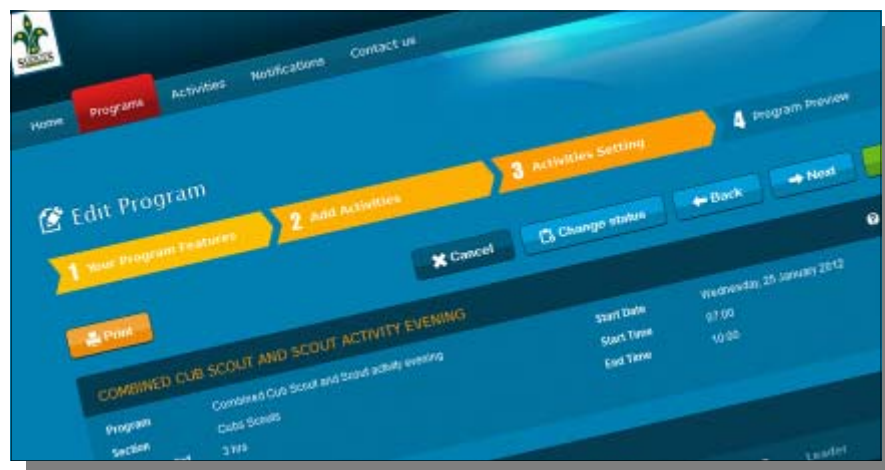 SCOUTS
Home Programs Activities Notifications Contact us
Edit Program
1 Your Program Features 2 Add Activities 3 Activities Setting 4 Program Preview
Cancel Change status Back Next
Print
COMBINED CUB SCOUT AND SCOUT ACTIVITY EVENING
Program Combined Cub Scout and Scout activity evening Start Date Wednesday, 25 January 2012
Section Cubs Scouts Start Time 07:00
3 hrs End Time 10:00
Leader